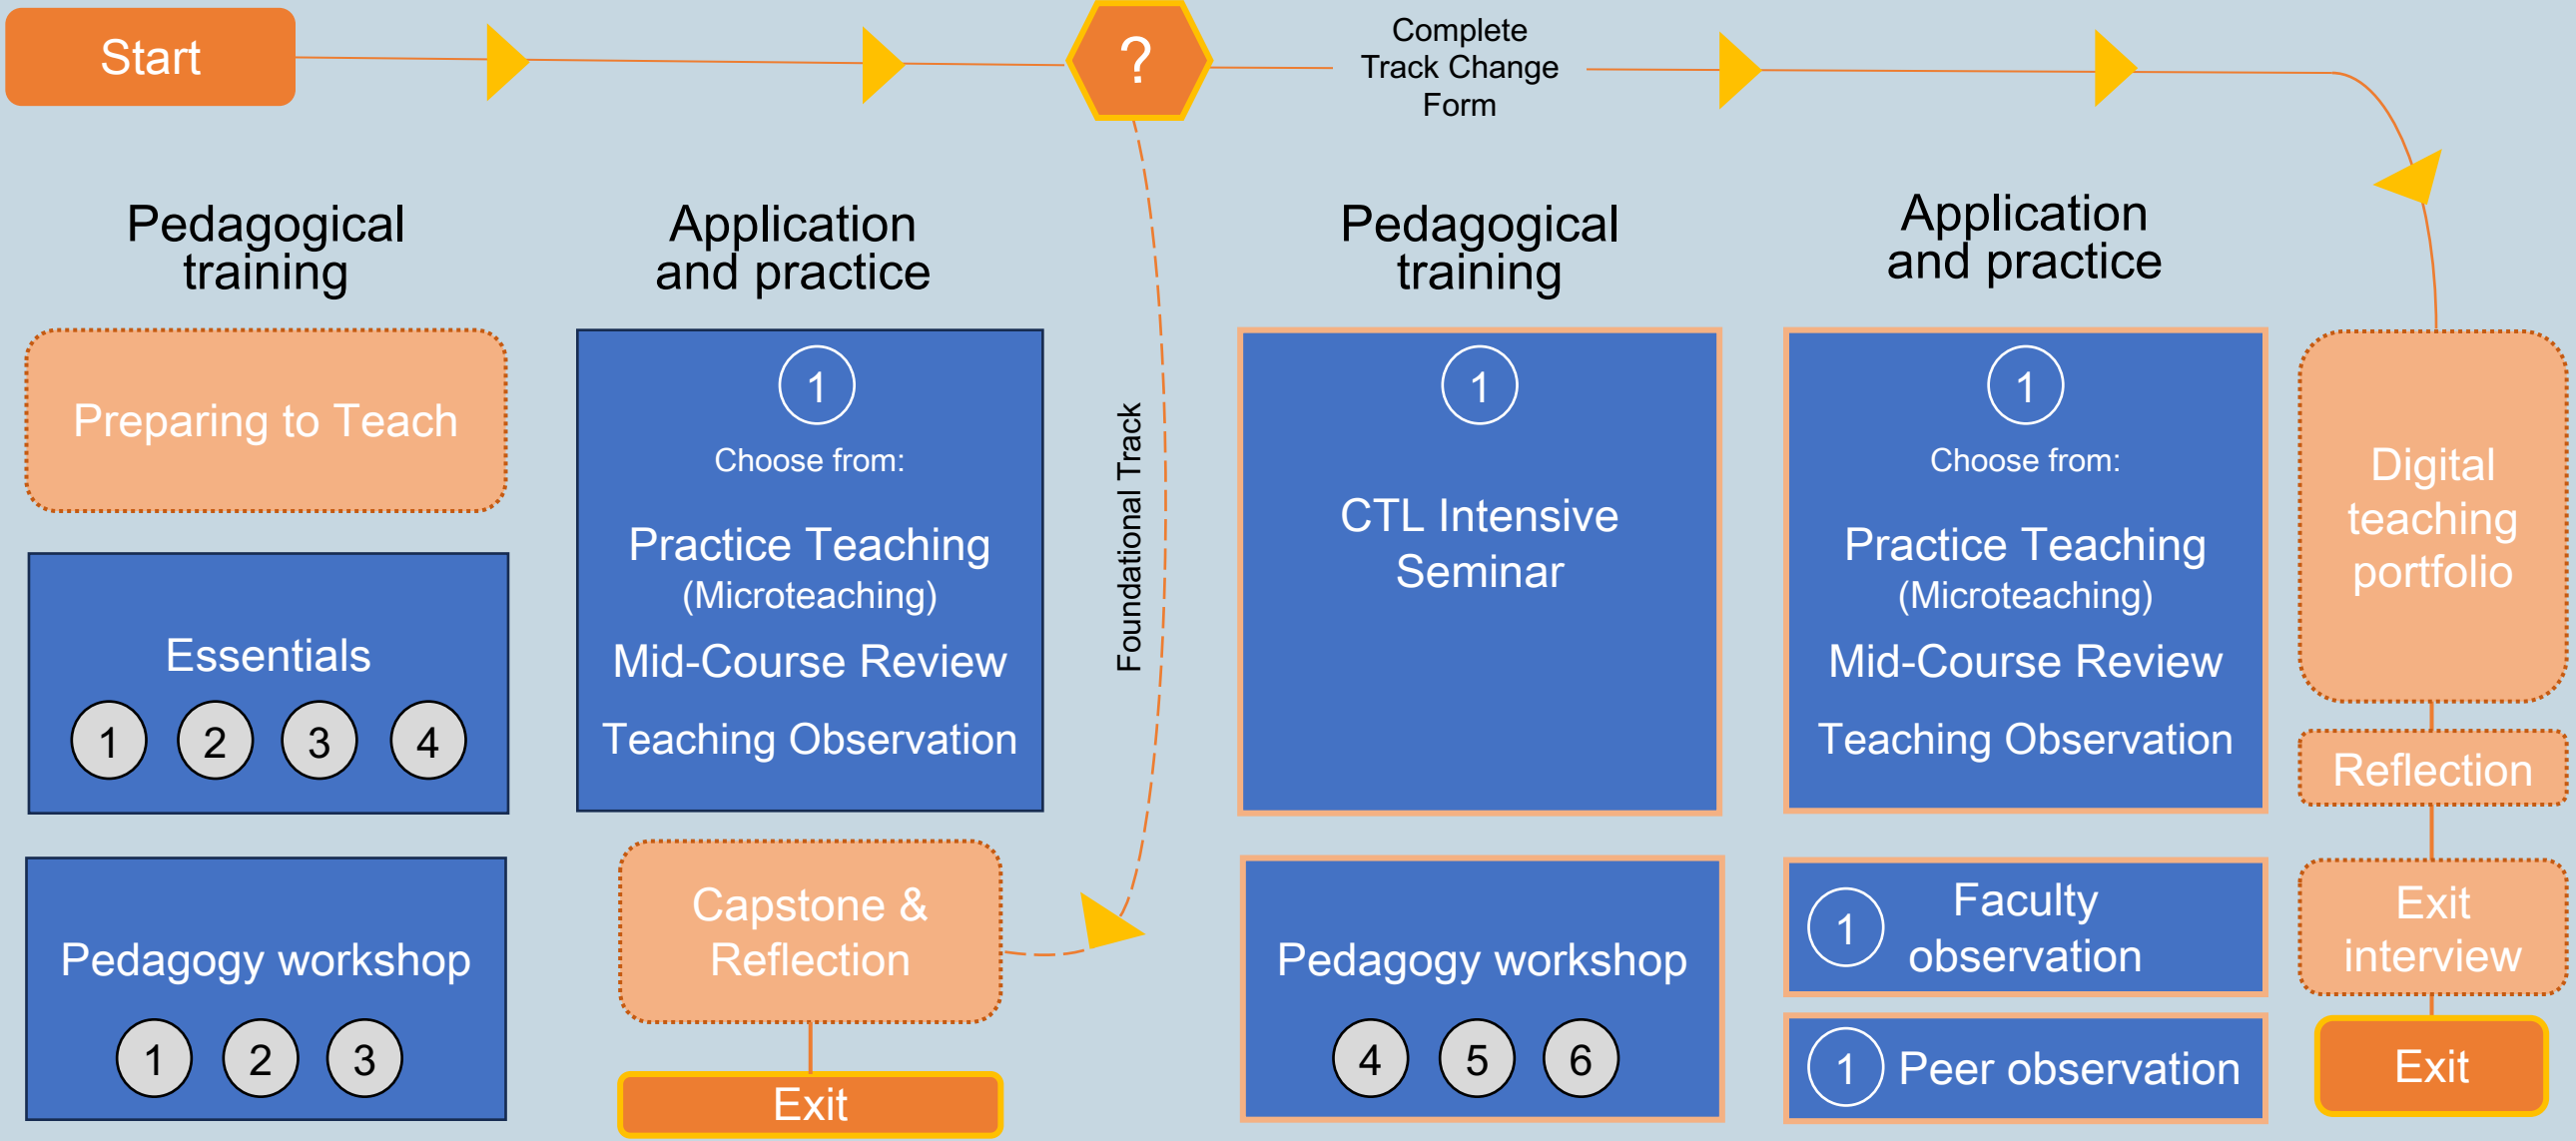 Start
?
Complete
Track Change
Form
Pedagogical
training
Preparing to Teach
Essentials
1 2 3 4
Pedagogy workshop
1 2 3
Application
and practice
1
Choose from:
Practice Teaching
(Microteaching)
Mid-Course Review
Teaching Observation
Capstone &
Reflection
Exit
Foundational Track
Pedagogical
training
1
CTL Intensive
Seminar
Pedagogy workshop
4 5 6
Application
and practice
1
Choose from:
Practice Teaching
(Microteaching)
Mid-Course Review
Teaching Observation
1
Faculty
observation
1 Peer observation
Digital
teaching
portfolio
Reflection
Exit
interview
Exit